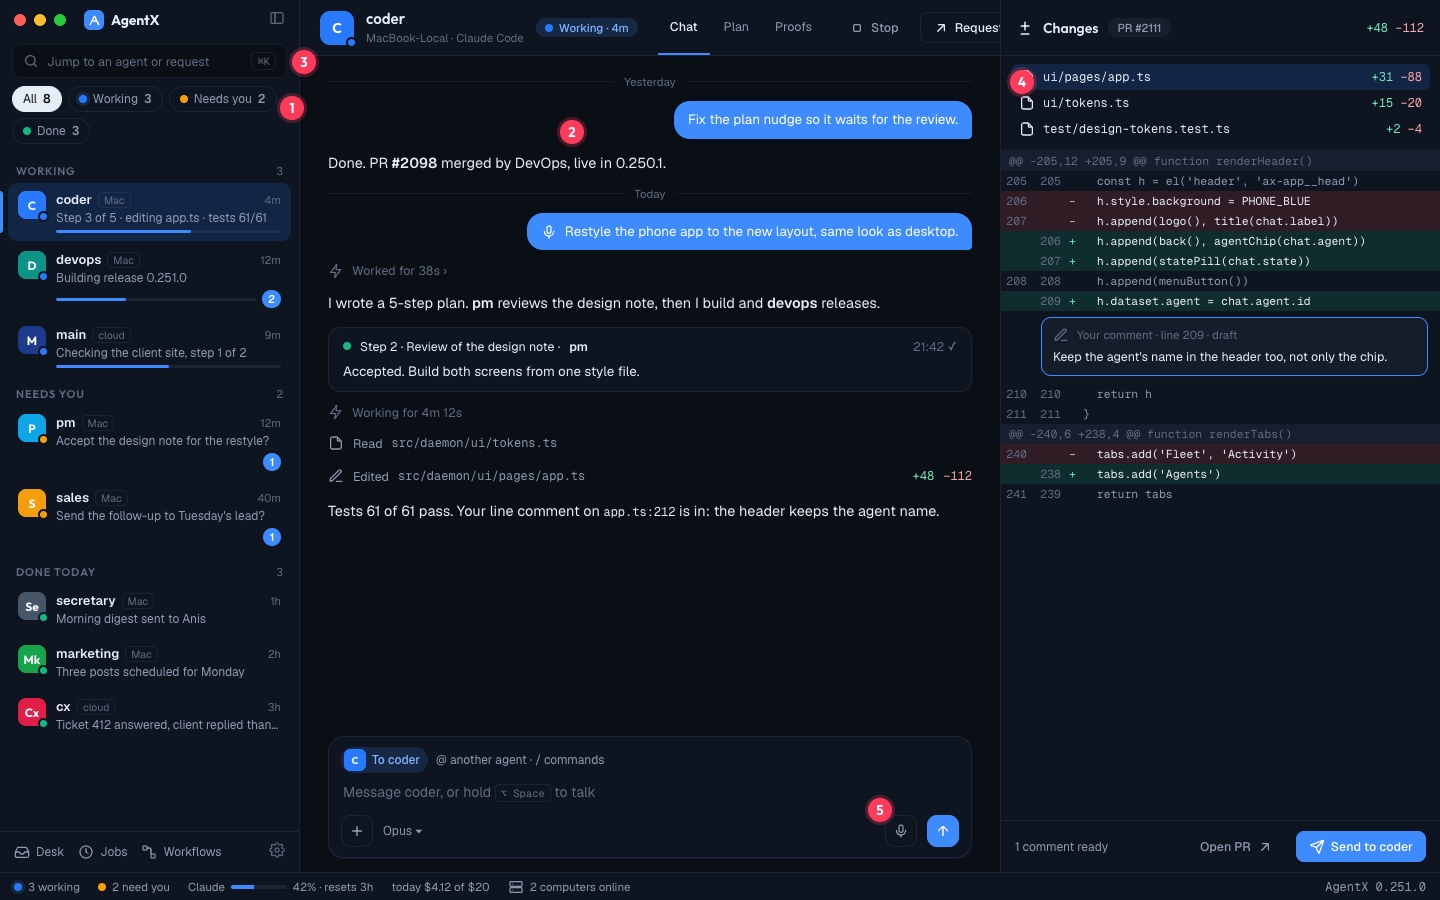 AgentX
Jump to an agent or request ⌘K
3
All 8
Working 3
Needs you 2
1
Done 3
WORKING 3
C coder Mac 4m
Step 3 of 5 · editing app.ts · tests 61/61
D devops Mac 12m
Building release 0.251.0
2
M main cloud 9m
Checking the client site, step 1 of 2
NEEDS YOU 2
P pm Mac 12m
Accept the design note for the restyle?
1
S sales Mac 40m
Send the follow-up to Tuesday's lead?
1
DONE TODAY 3
Se secretary Mac 1h
Morning digest sent to Anis
Mk marketing Mac 2h
Three posts scheduled for Monday
Cx cx cloud 3h
Ticket 412 answered, client replied than…
Desk Jobs Workflows
C coder
MacBook-Local · Claude Code
Working · 4m
Chat Plan Proofs
Stop
Reques
Yesterday
Fix the plan nudge so it waits for the review.
2
Done. PR #2098 merged by DevOps, live in 0.250.1.
Today
Restyle the phone app to the new layout, same look as desktop.
Worked for 38s ›
I wrote a 5-step plan. pm reviews the design note, then I build and devops releases.
Step 2 · Review of the design note · pm 21:42 ✓
Accepted. Build both screens from one style file.
Working for 4m 12s
Read src/daemon/ui/tokens.ts
Edited src/daemon/ui/pages/app.ts +48 −112
Tests 61 of 61 pass. Your line comment on app.ts:212 is in: the header keeps the agent name.
C To coder @ another agent · / commands
Message coder, or hold ⌥ Space to talk
5
Opus
Changes PR #2111 +48 −112
4
ui/pages/app.ts +31 −88
ui/tokens.ts +15 −20
test/design-tokens.test.ts +2 −4
@@ -205,12 +205,9 @@ function renderHeader()
205 205 const h = el('header', 'ax-app__head')
206 − h.style.background = PHONE_BLUE
207 − h.append(logo(), title(chat.label))
206 + h.append(back(), agentChip(chat.agent))
207 + h.append(statePill(chat.state))
208 208 h.append(menuButton())
209 + h.dataset.agent = chat.agent.id
Your comment · line 209 · draft
Keep the agent's name in the header too, not only the chip.
210 210 return h
211 211 }
@@ -240,6 +238,4 @@ function renderTabs()
240 − tabs.add('Fleet', 'Activity')
238 + tabs.add('Agents')
241 239 return tabs
1 comment ready
Open PR
Send to coder
3 working
2 need you
Claude 42% · resets 3h
today $4.12 of $20
2 computers online
AgentX 0.251.0